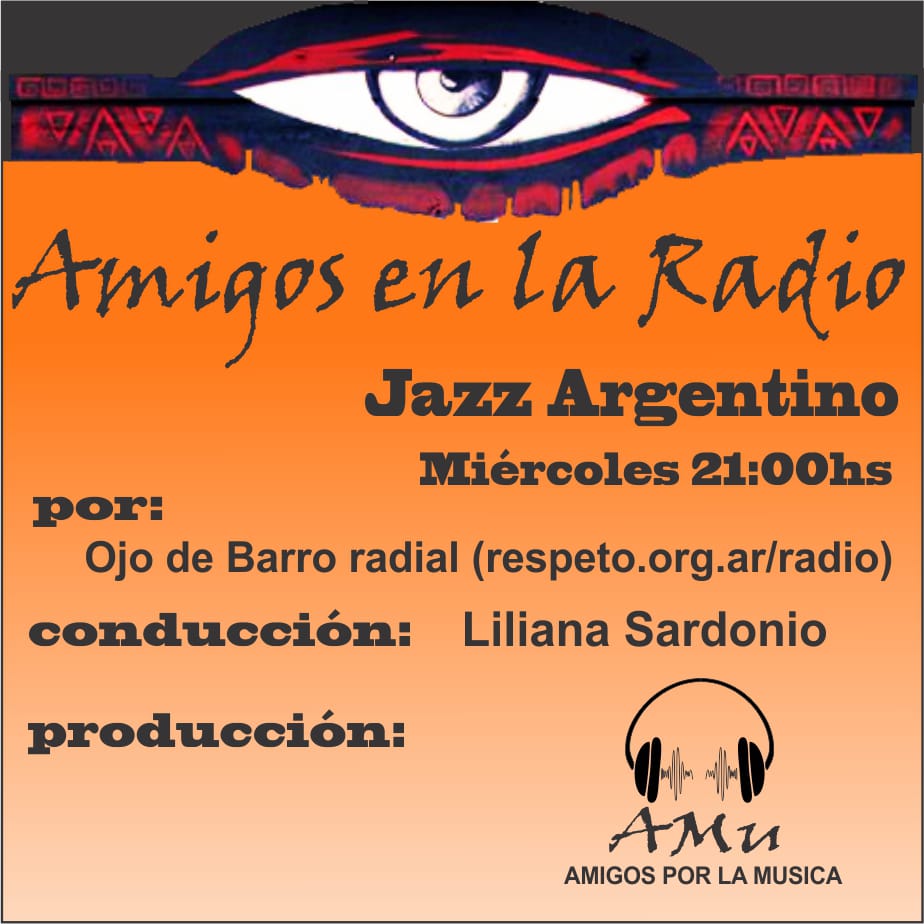 Amigos en la Radio
Jazz Argentino
Miércoles 21:00hs
por:
Ojo de Barro radial (respeto.org.ar/radio)
conducción: Liliana Sardonio
producción:
AMu
AMIGOS POR LA MUSICA